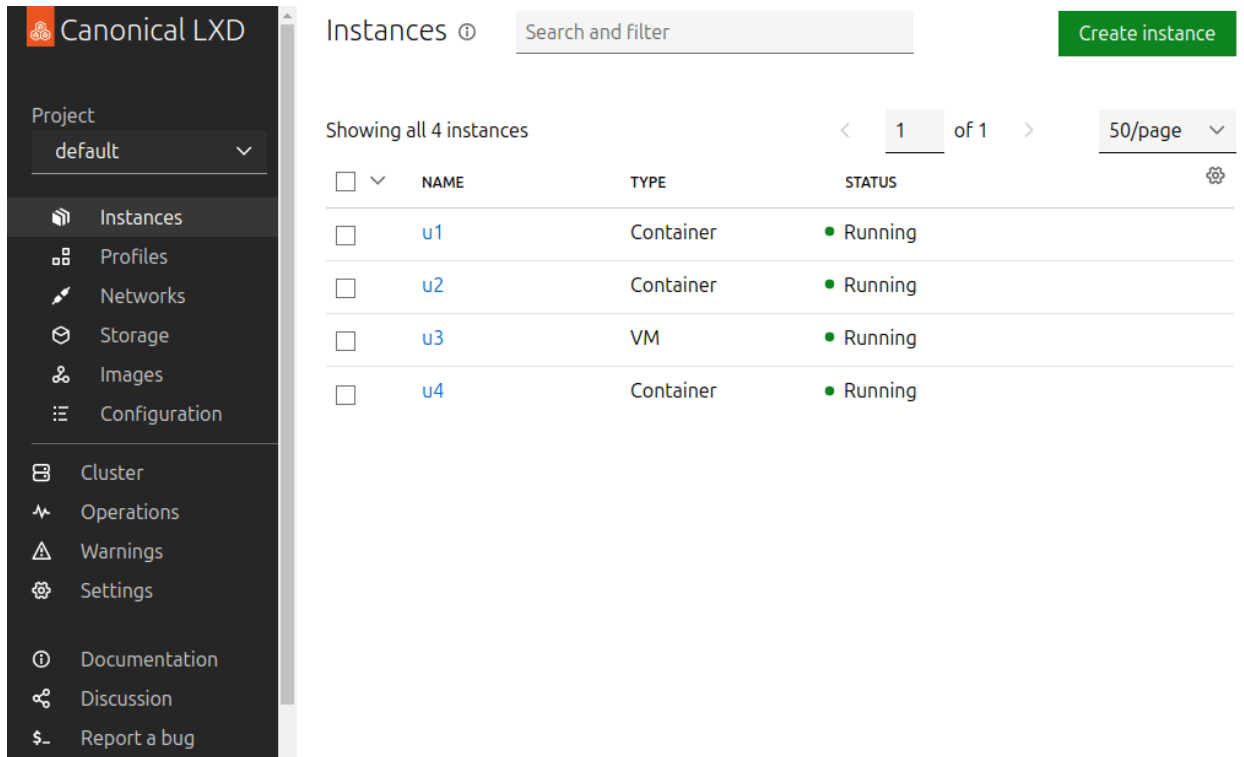 Canonical LXD
Project
default
Instances
Profiles
Networks
Storage
Images
Configuration
Cluster
Operations
Warnings
Settings
Documentation
Discussion
$_ Report a bug
Instances
Search and filter
Create instance
Showing all 4 instances
1 of 1
50/page
NAME TYPE STATUS
u1 Container Running
u2 Container Running
u3 VM Running
u4 Container Running